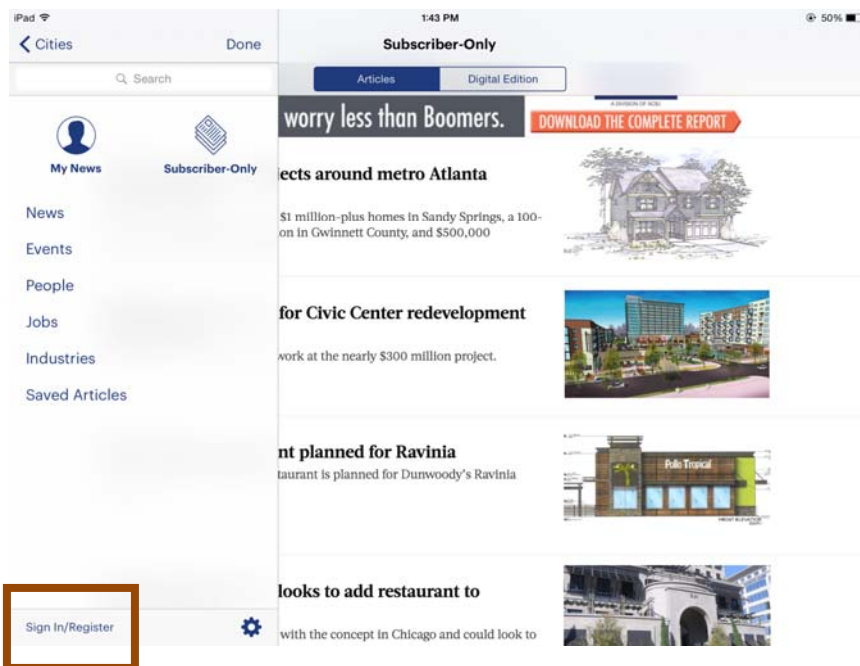 iPad 1:43 PM 50%
Cities Done Subscriber-Only
Search
Articles Digital Edition
My News Subscriber-Only
News
Events
People
Jobs
Industries
Saved Articles
Sign In/Register
worry less than Boomers.
DOWNLOAD THE COMPLETE REPORT
ects around metro Atlanta
$1 million-plus homes in Sandy Springs, a 100-
on in Gwinnett County, and $500,000
for Civic Center redevelopment
work at the nearly $300 million project.
nt planned for Ravinia
taurant is planned for Dunwoody's Ravinia
Pollo Tropical
looks to add restaurant to
with the concept in Chicago and could look to